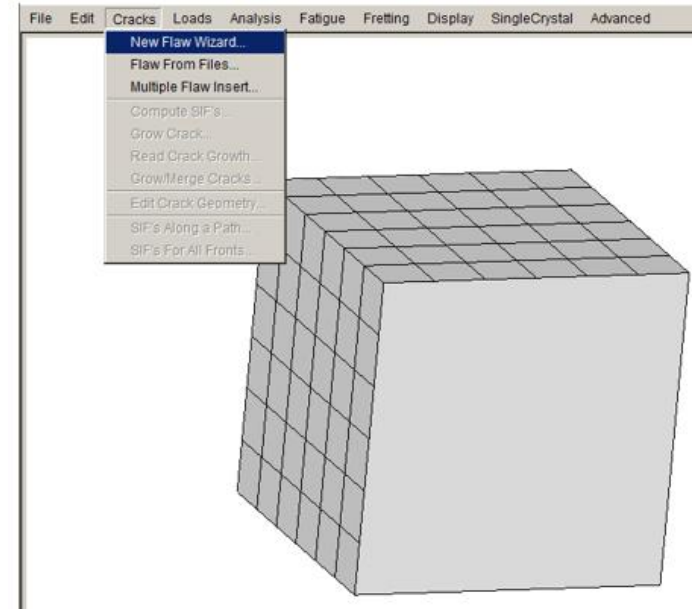 File Edit Cracks Loads Analysis Fatigue Fretting Display SingleCrystal Advanced
New Flaw Wizard...
Flaw From Files...
Multiple Flaw Insert...
Compute SIF's...
Grow Crack...
Read Crack Growth...
Grow/Merge Cracks...
Edit Crack Geometry...
SIF's Along a Path...
SIF's For All Fronts...